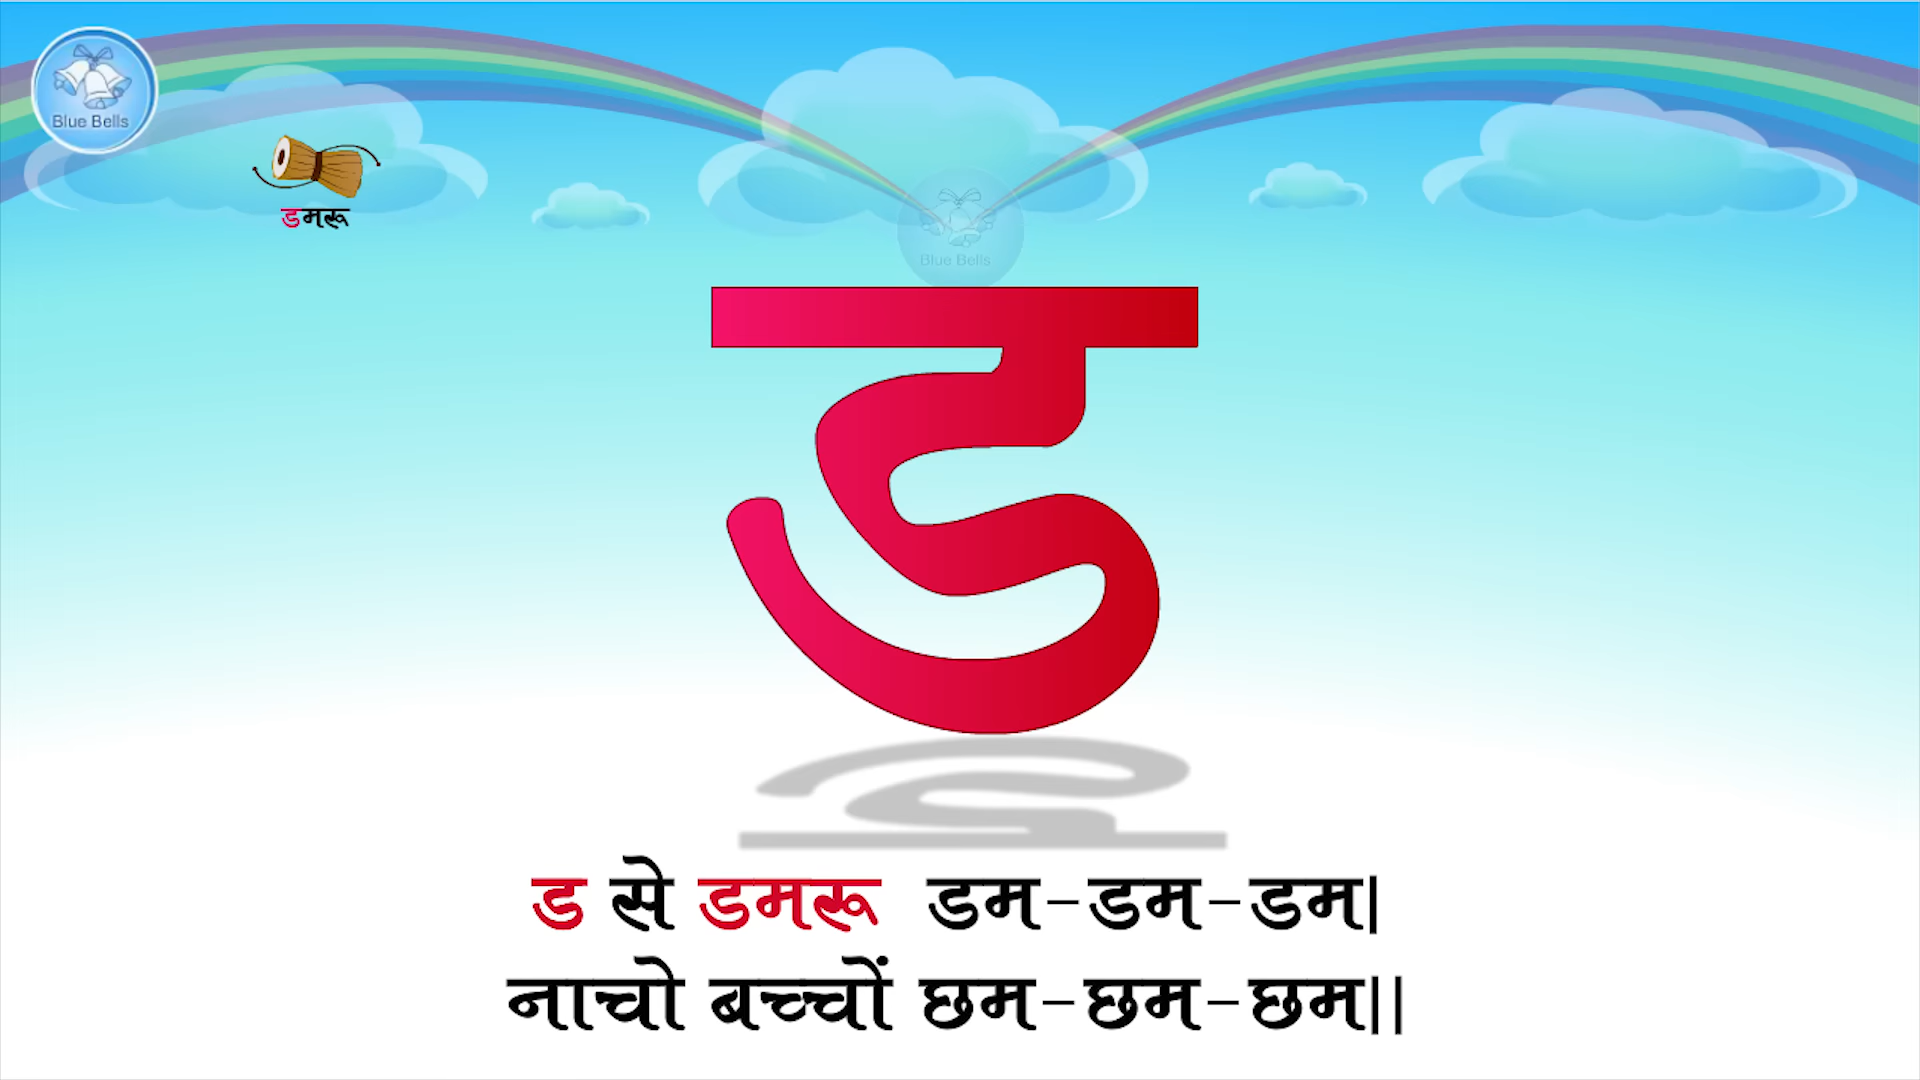 Blue Bells
डमरू
Blue Bells
ड
ड से डमरू डम-डम-डम|
नाचो बच्चों छम-छम-छम||